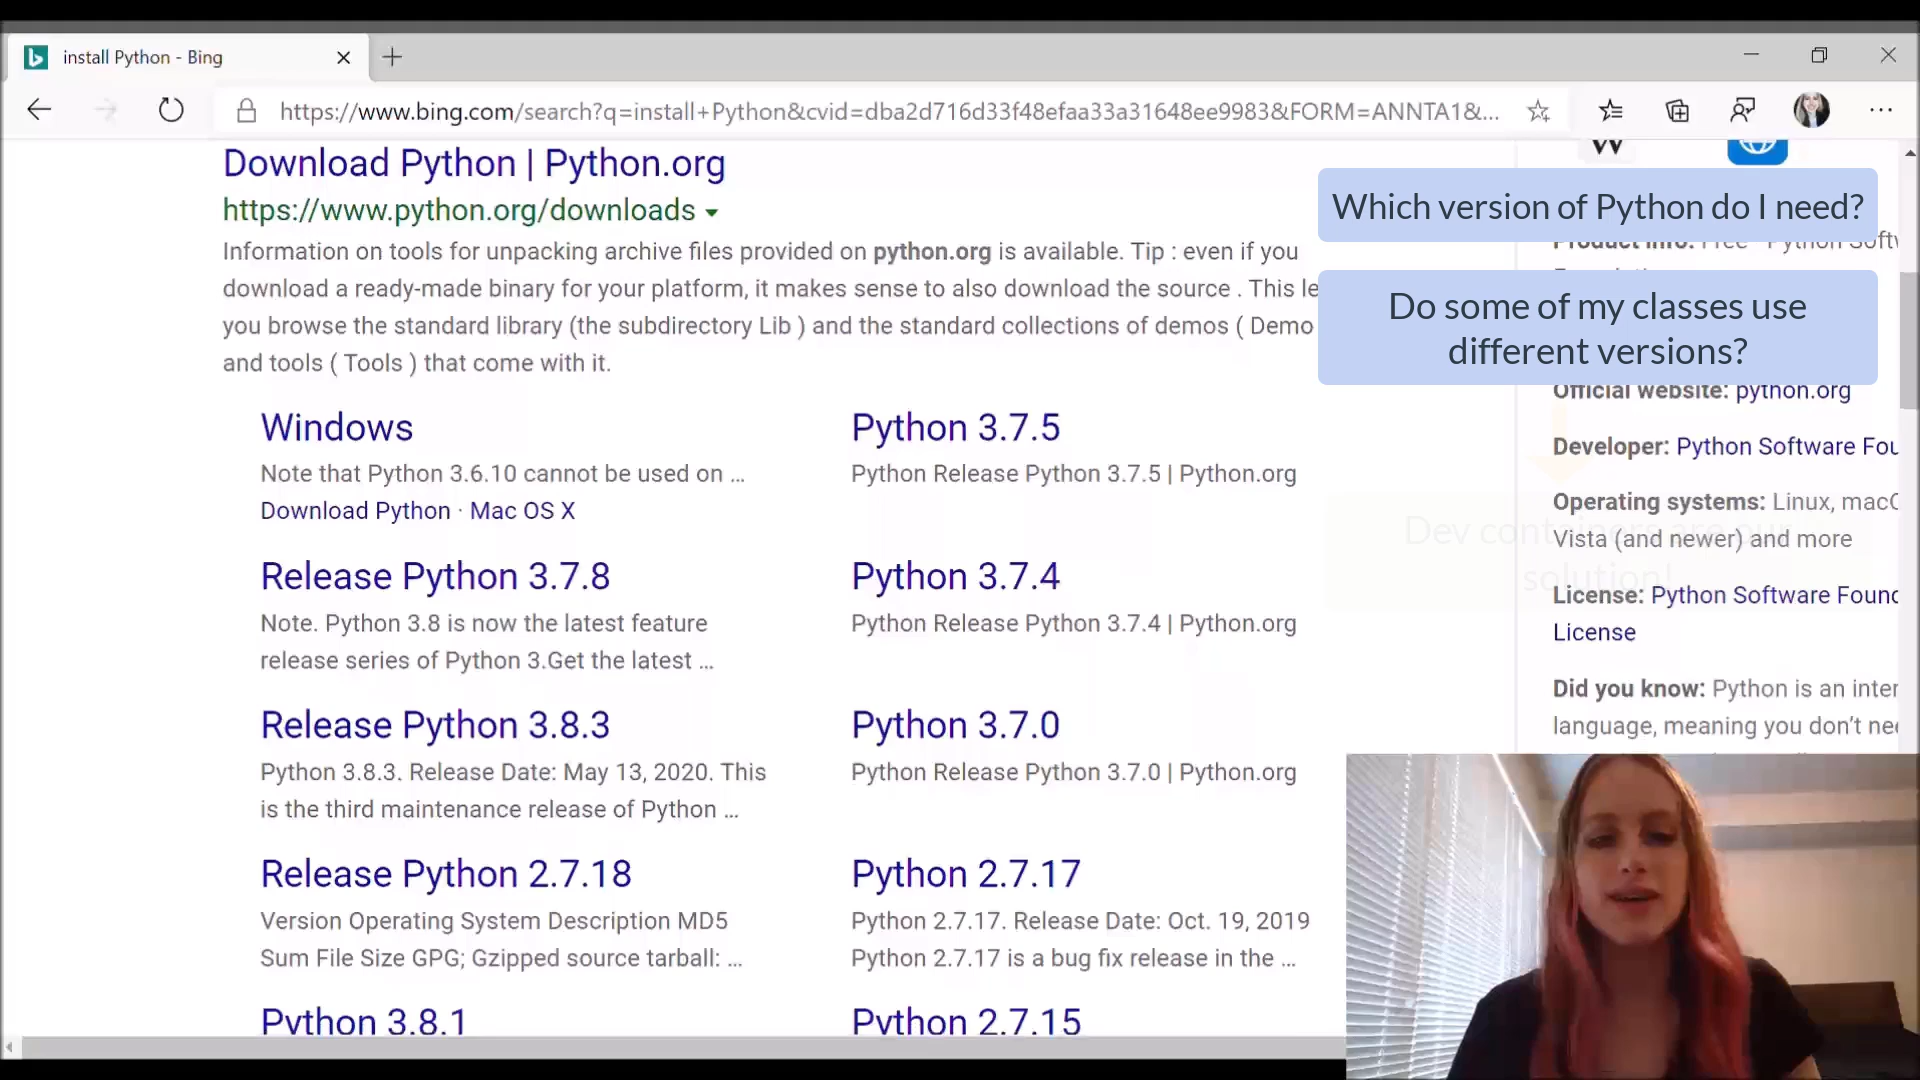 install Python - Bing
https://www.bing.com/search?q=install+Python&cvid=dba2d716d33f48efaa33a31648ee9983&FORM=ANNTA1&...
Download Python | Python.org
https://www.python.org/downloads
Information on tools for unpacking archive files provided on python.org is available. Tip : even if you
download a ready-made binary for your platform, it makes sense to also download the source . This le
you browse the standard library (the subdirectory Lib ) and the standard collections of demos ( Demo
and tools ( Tools ) that come with it.
Windows
Note that Python 3.6.10 cannot be used on ...
Download Python · Mac OS X
Release Python 3.7.8
Note. Python 3.8 is now the latest feature
release series of Python 3.Get the latest ...
Release Python 3.8.3
Python 3.8.3. Release Date: May 13, 2020. This
is the third maintenance release of Python ...
Release Python 2.7.18
Version Operating System Description MD5
Sum File Size GPG; Gzipped source tarball: ...
Python 3.8.1
Python 3.7.5
Python Release Python 3.7.5 | Python.org
Python 3.7.4
Python Release Python 3.7.4 | Python.org
Python 3.7.0
Python Release Python 3.7.0 | Python.org
Python 2.7.17
Python 2.7.17. Release Date: Oct. 19, 2019
Python 2.7.17 is a bug fix release in the ...
Python 2.7.15
W
Which version of Python do I need?
Product info: Free · Python Softw
Do some of my classes use
different versions?
Official website: python.org
Developer: Python Software Fou
Operating systems: Linux, macO
Vista (and newer) and more
Dev containers are our
solution!
License: Python Software Found
License
Did you know: Python is an inter
language, meaning you don't nee